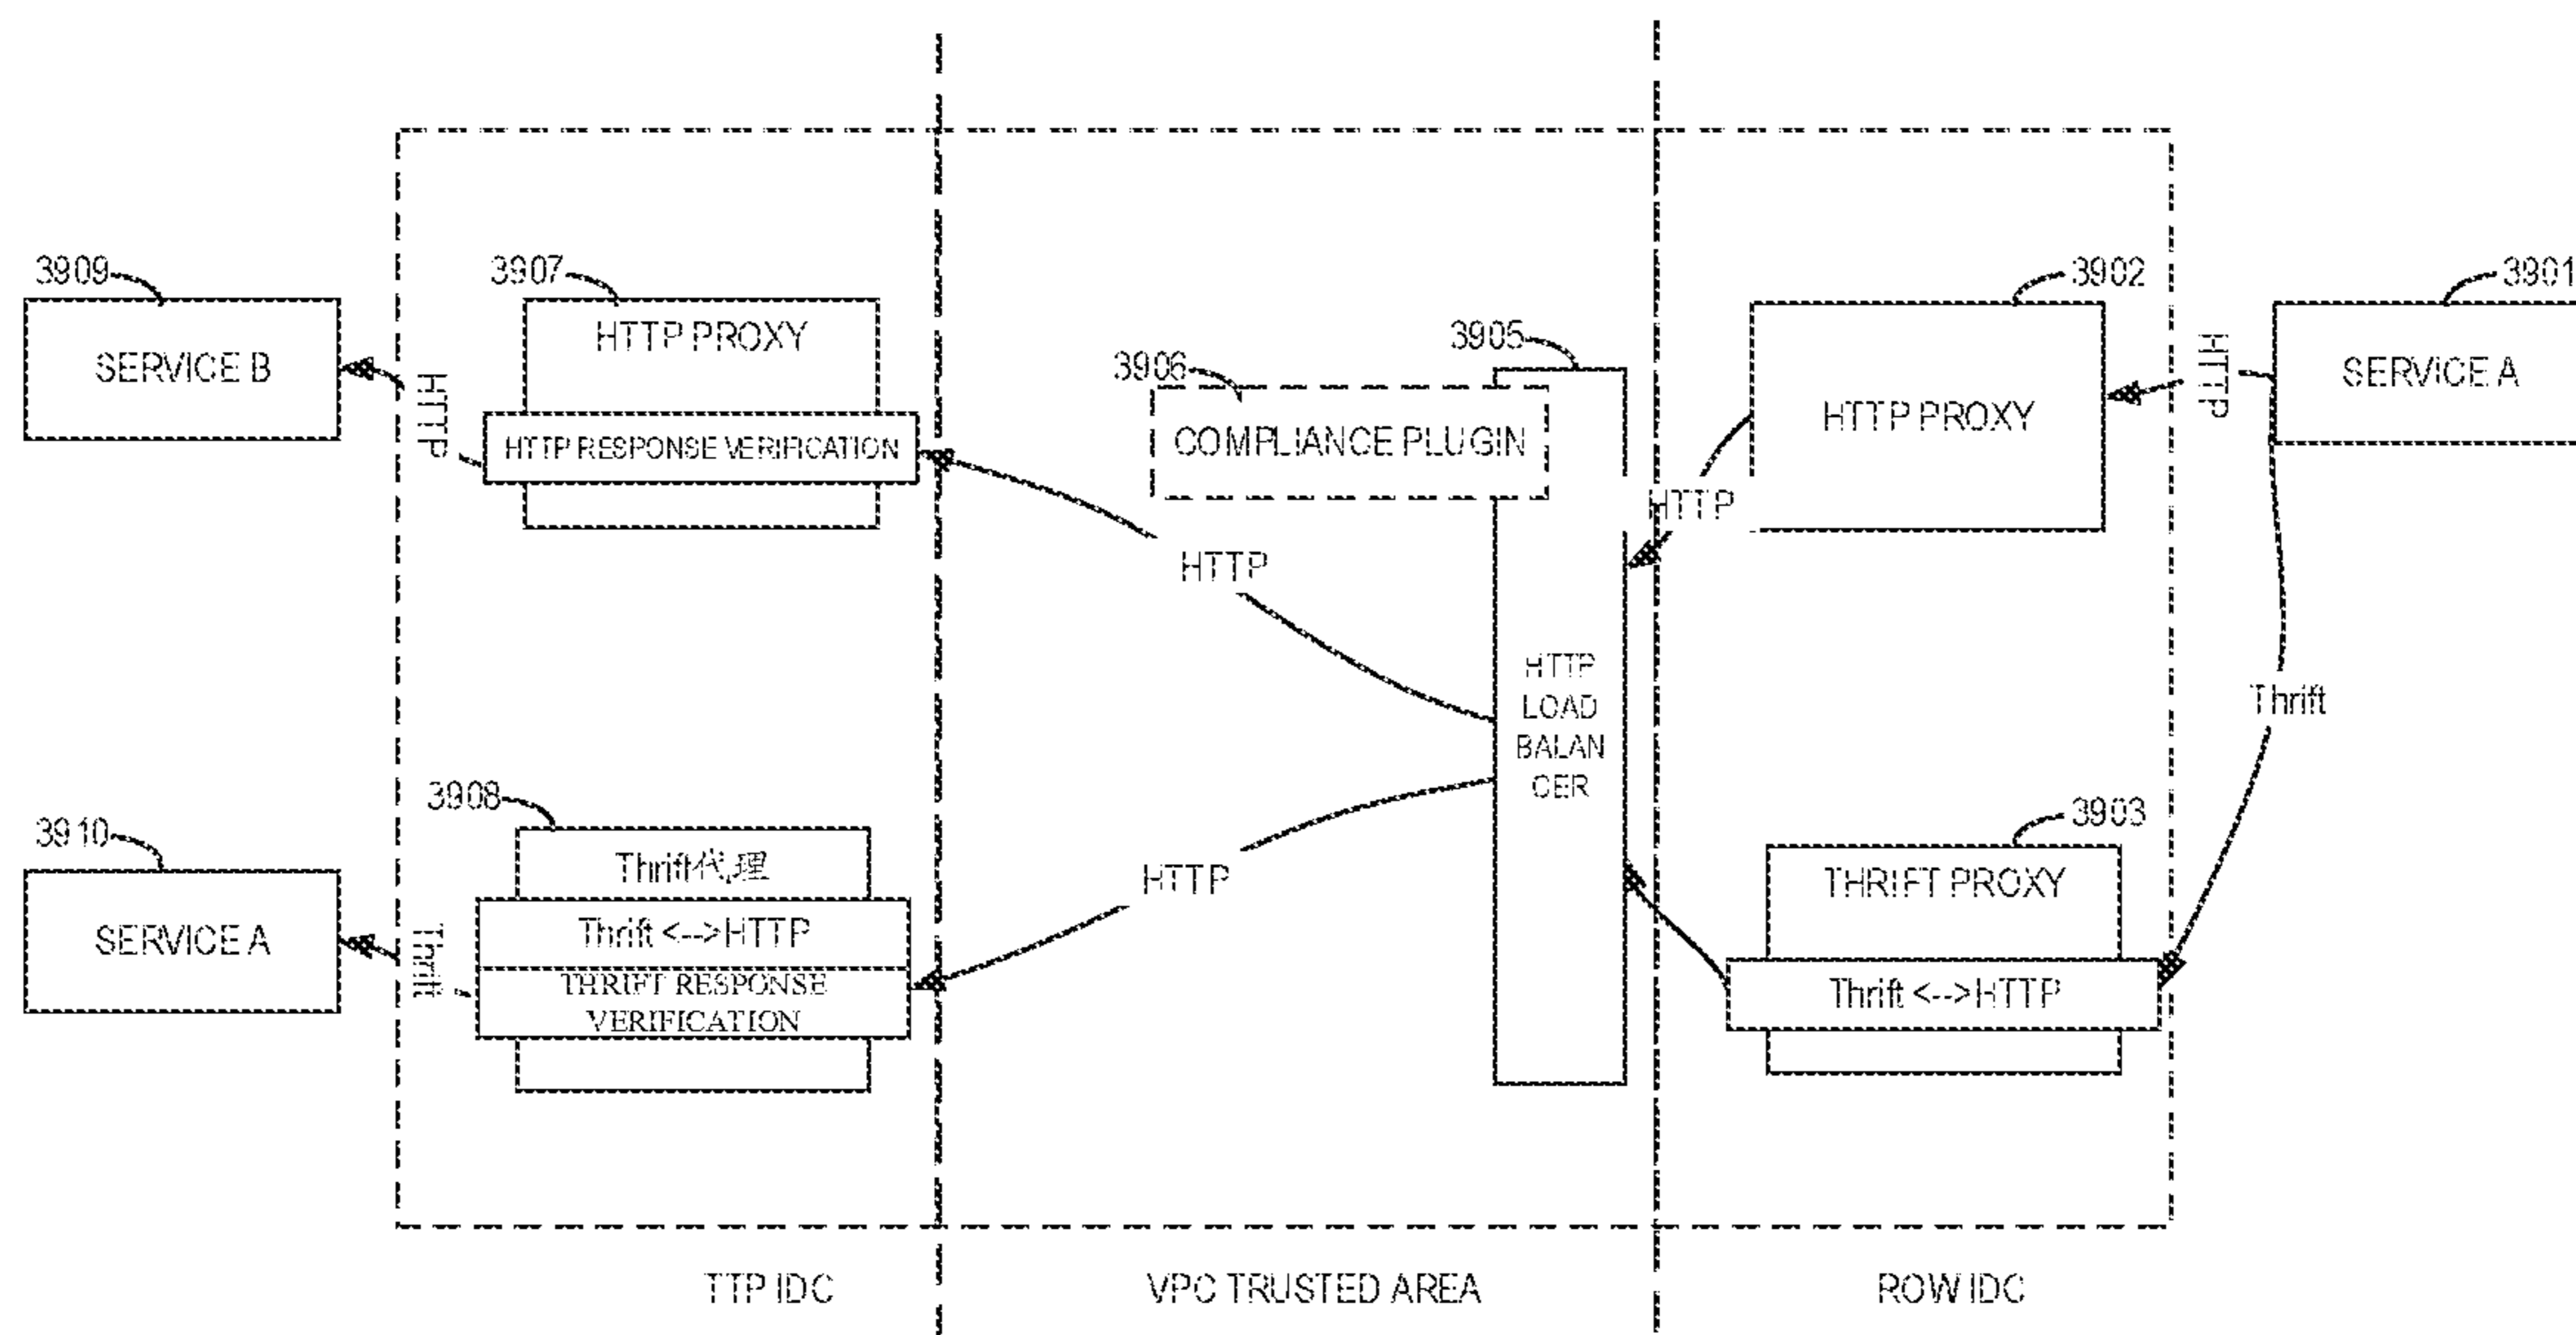 3909
SERVICE B
HTTP
3907
HTTP PROXY
HTTP RESPONSE VERIFICATION
3906
COMPLIANCE PLUGIN
3905
HTTP
LOAD
BALAN
CER
HTTP
3902
HTTP PROXY
HTTP
3901
SERVICE A
HTTP
Thrift
3910
SERVICE A
Thrift
3908
Thrift代理
Thrift <-->HTTP
THRIFT RESPONSE
VERIFICATION
HTTP
3903
THRIFT PROXY
Thrift <-->HTTP
TTP IDC
VPC TRUSTED AREA
ROW IDC